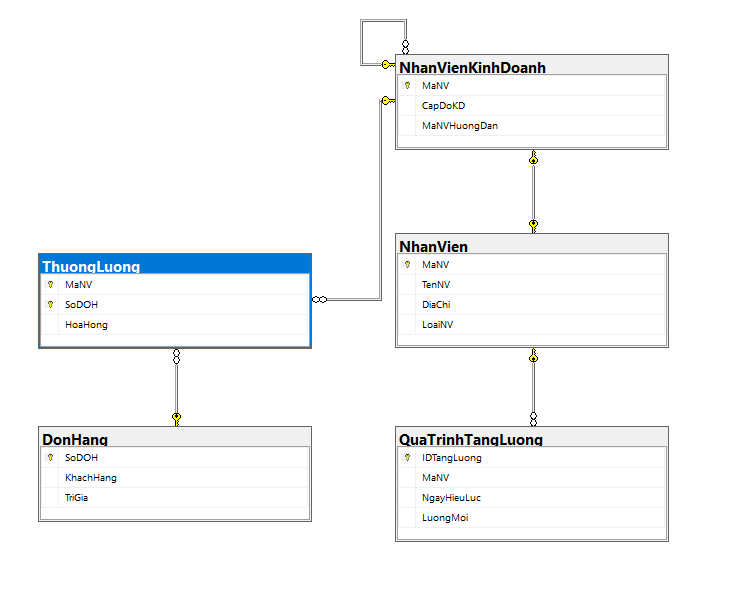 NhanVienKinhDoanh
MaNV
CapDoKD
MaNVHuongDan
NhanVien
MaNV
TenNV
DiaChi
LoaiNV
ThuongLuong
MaNV
SoDOH
HoaHong
DonHang
SoDOH
KhachHang
TriGia
QuaTrinhTangLuong
IDTangLuong
MaNV
NgayHieuLuc
LuongMoi